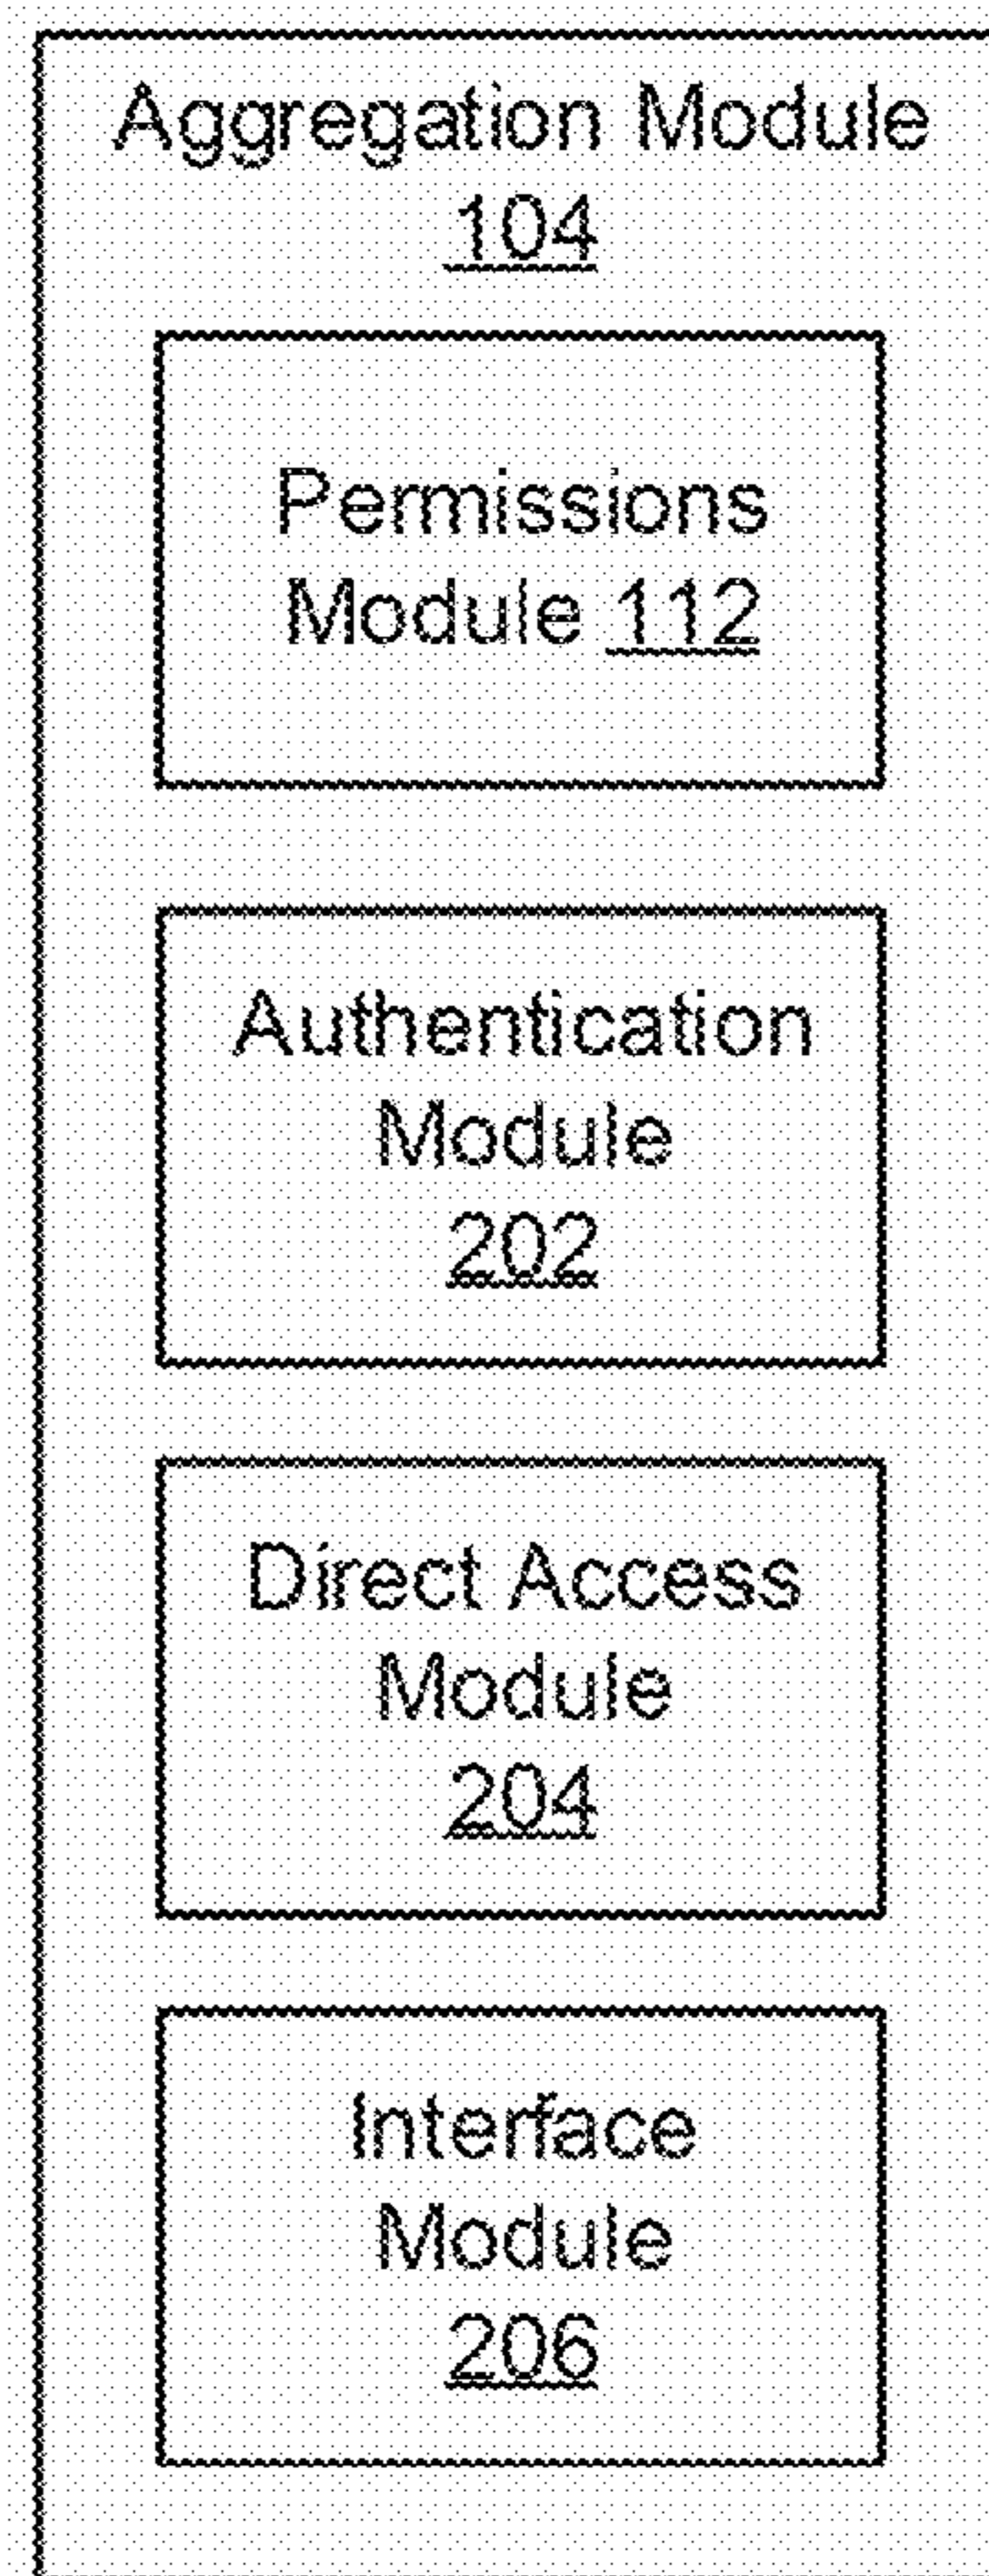 Aggregation Module
104
Permissions
Module 112
Authentication
Module
202
Direct Access
Module
204
Interface
Module
206